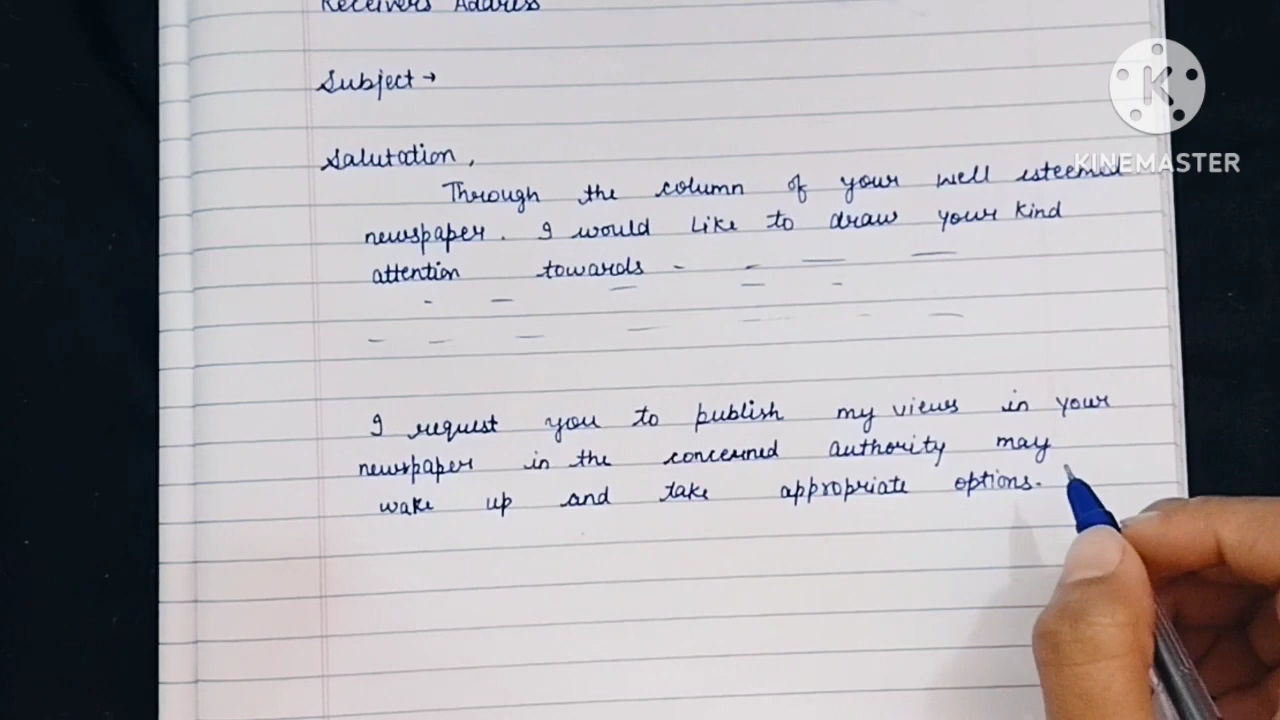 Receivers Address
Subject →
Salutation,
Through the column of your well esteemed
newspaper. I would like to draw your kind
attention towards - - — —
- — — - -
- - - — — - —
I request you to publish my views in your
newspaper in the concerned authority may
wake up and take appropriate options.
K
KINEMASTER